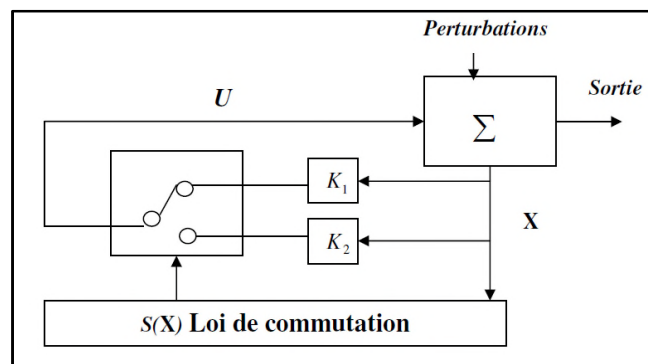 Perturbations
U
Sortie
Σ
K₁
X
K₂
S(X) Loi de commutation